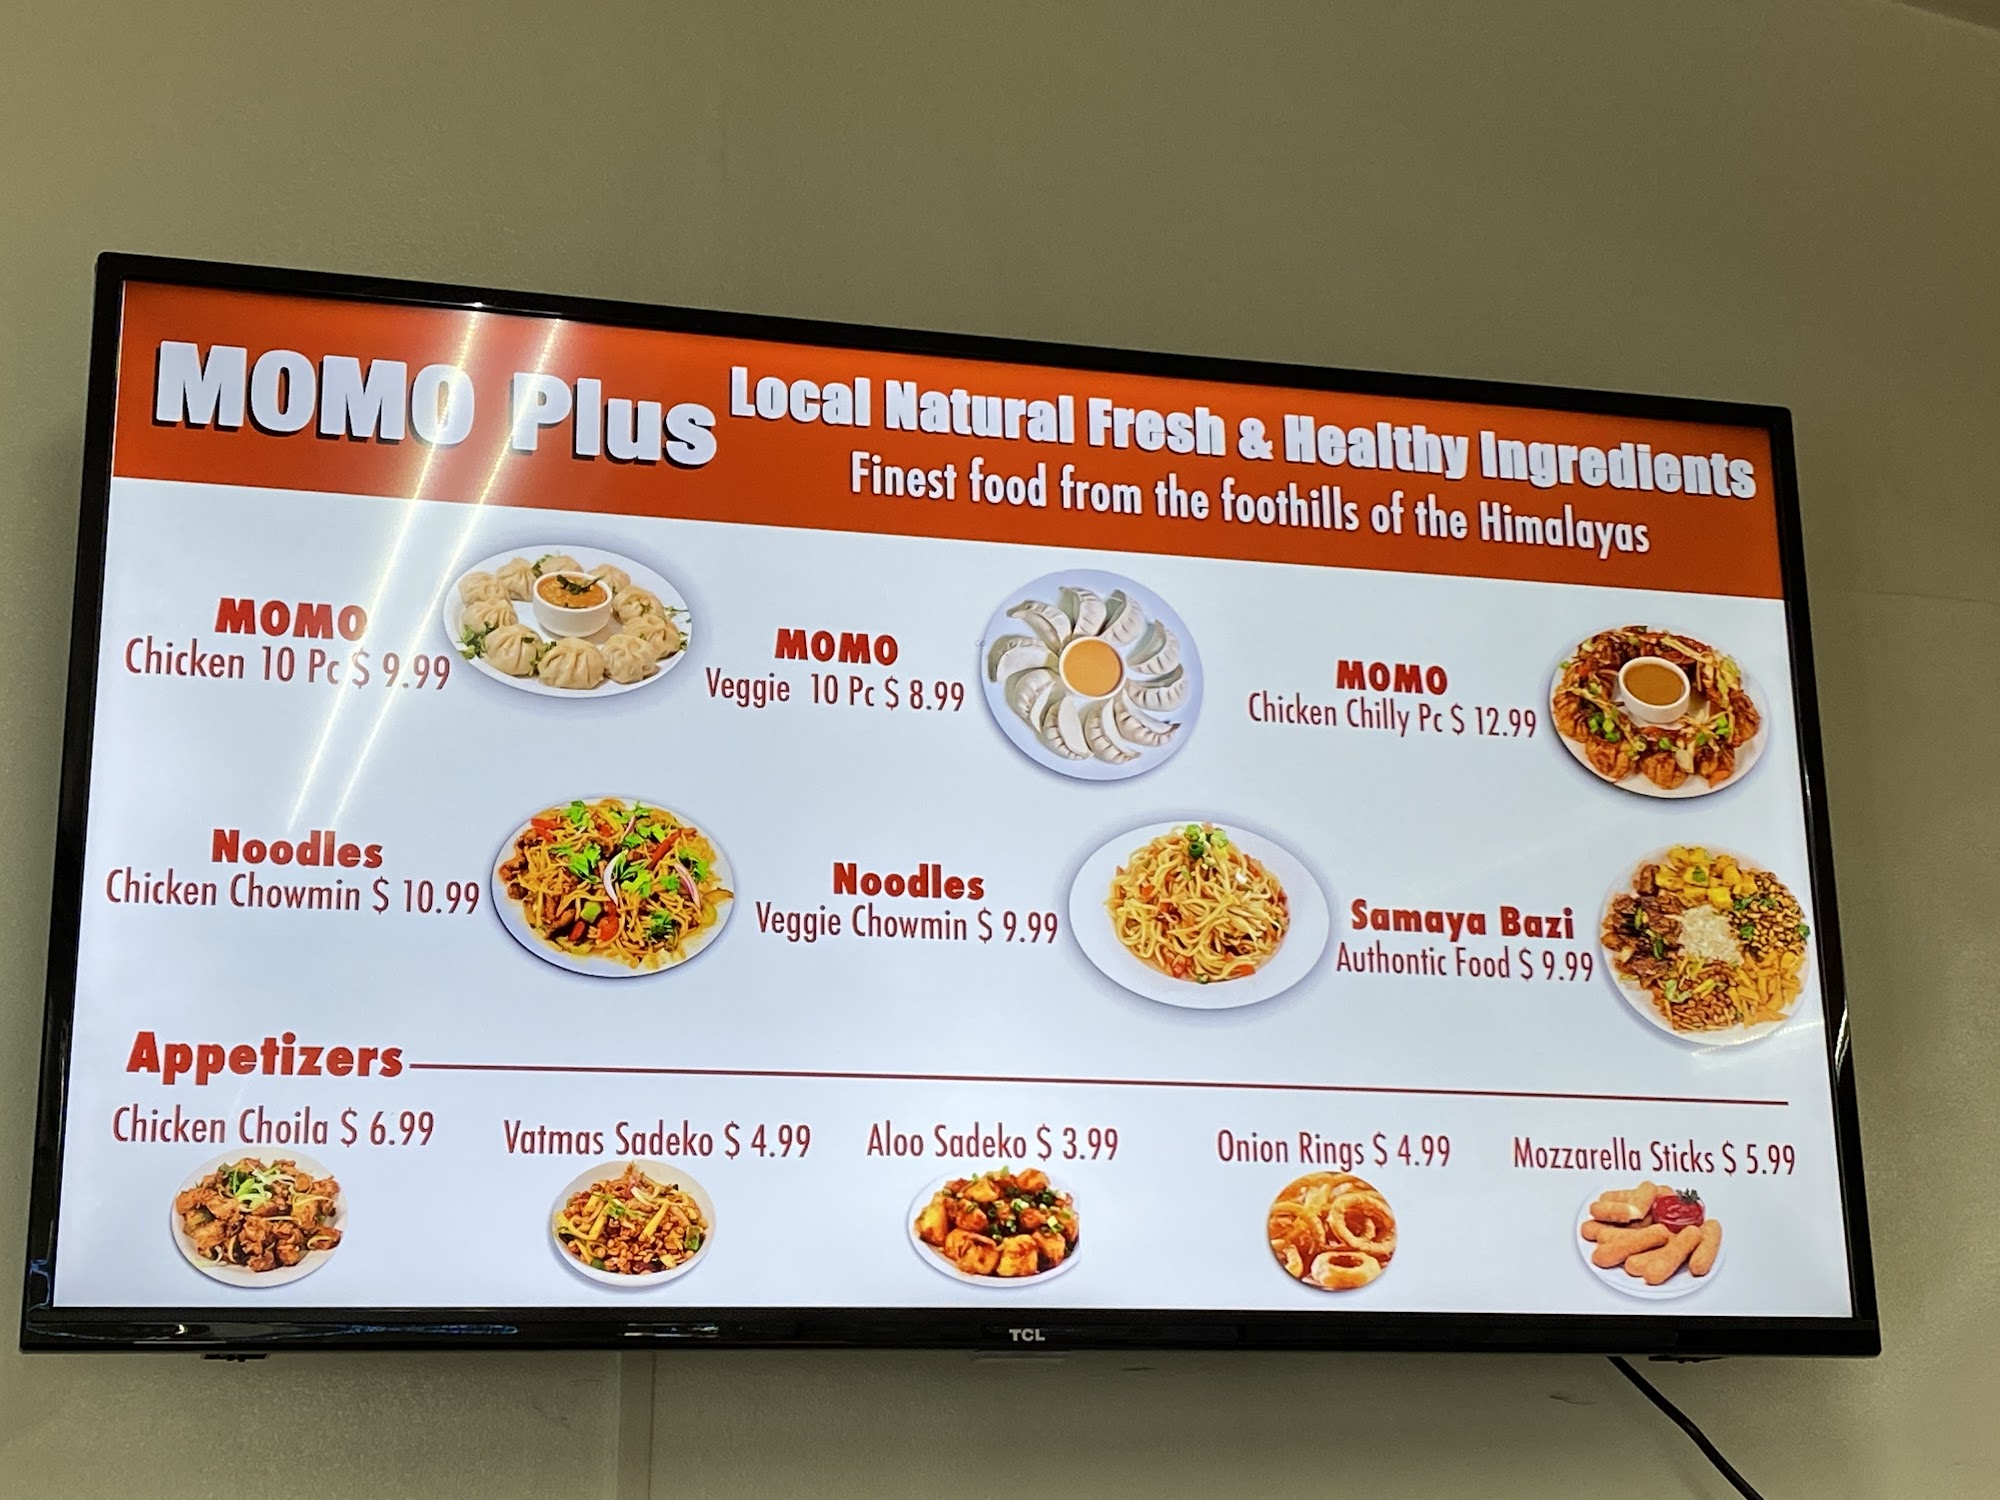 MOMO Plus
Local Natural Fresh & Healthy Ingredients
Finest food from the foothills of the Himalayas
MOMO
Chicken 10 Pc $ 9.99
MOMO
Veggie 10 Pc $ 8.99
MOMO
Chicken Chilly Pc $ 12.99
Noodles
Chicken Chowmin $ 10.99
Noodles
Veggie Chowmin $ 9.99
Samaya Bazi
Authontic Food $ 9.99
Appetizers
Chicken Choila $ 6.99
Vatmas Sadeko $ 4.99
Aloo Sadeko $ 3.99
Onion Rings $ 4.99
Mozzarella Sticks $ 5.99
TCL